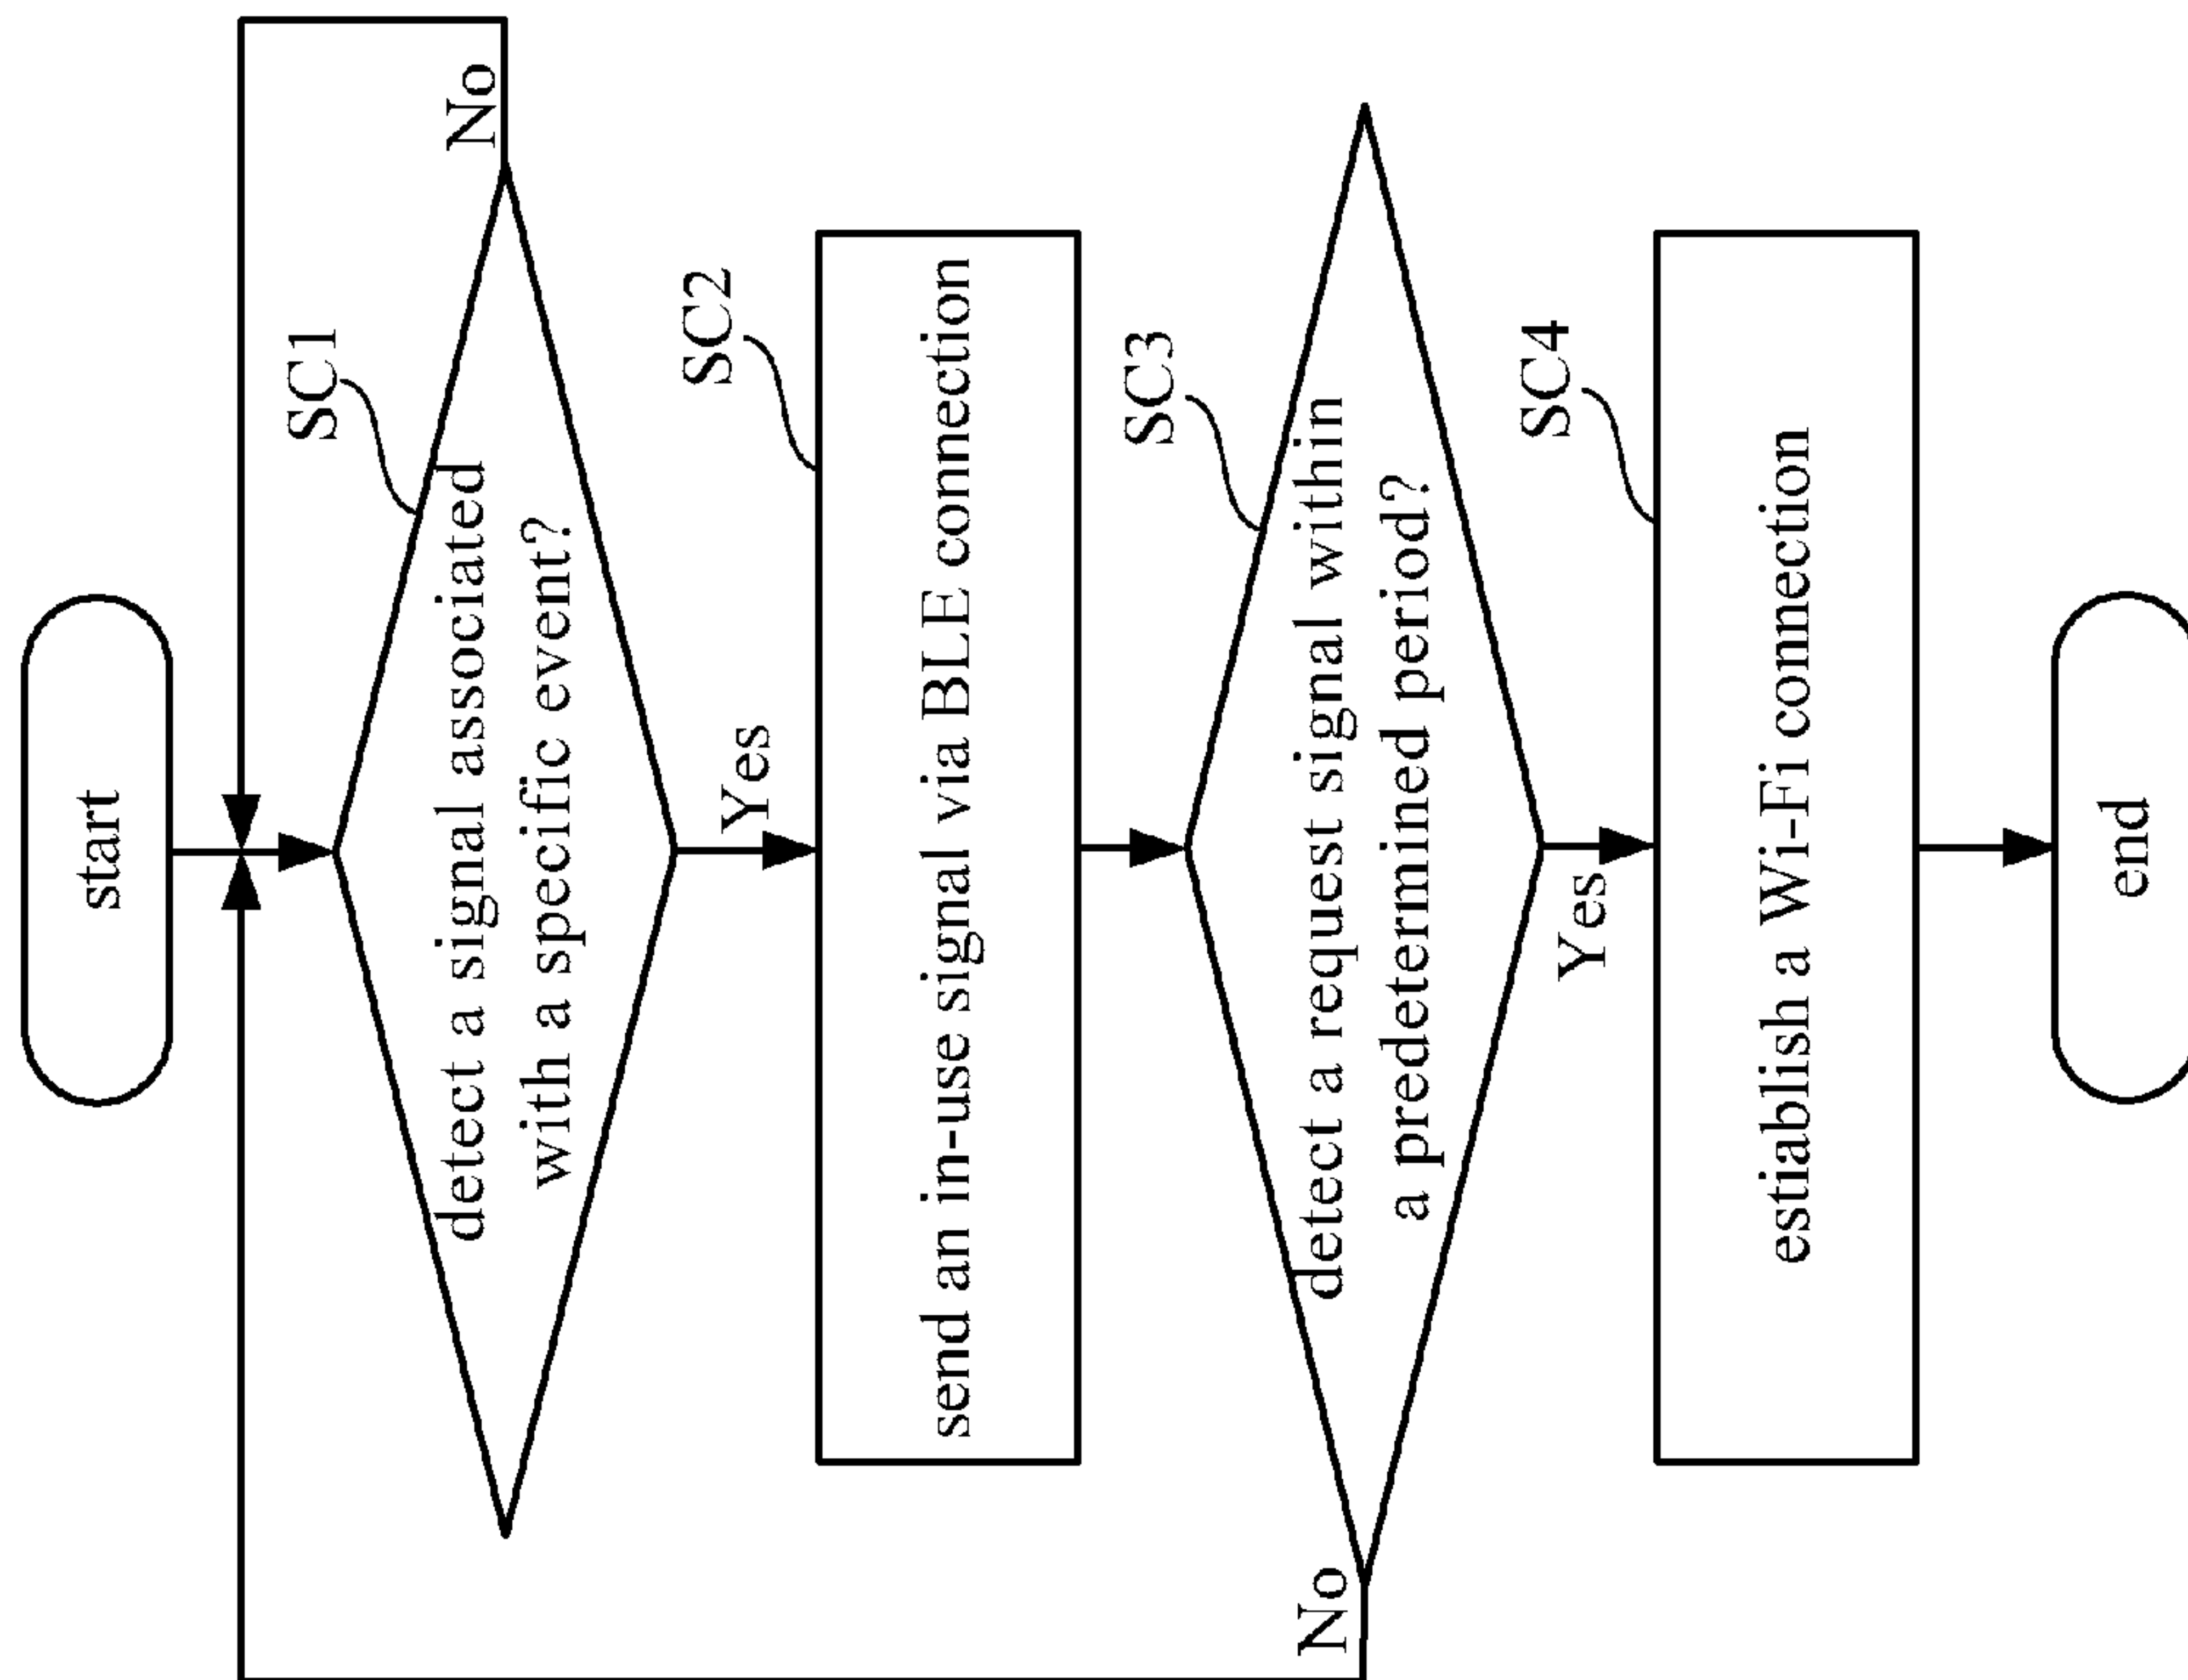 start
SC1
detect a signal associated
with a specific event?
No
Yes
SC2
send an in-use signal via BLE connection
SC3
detect a request signal within
a predetermined period?
No
Yes
SC4
estiablish a Wi-Fi connection
end